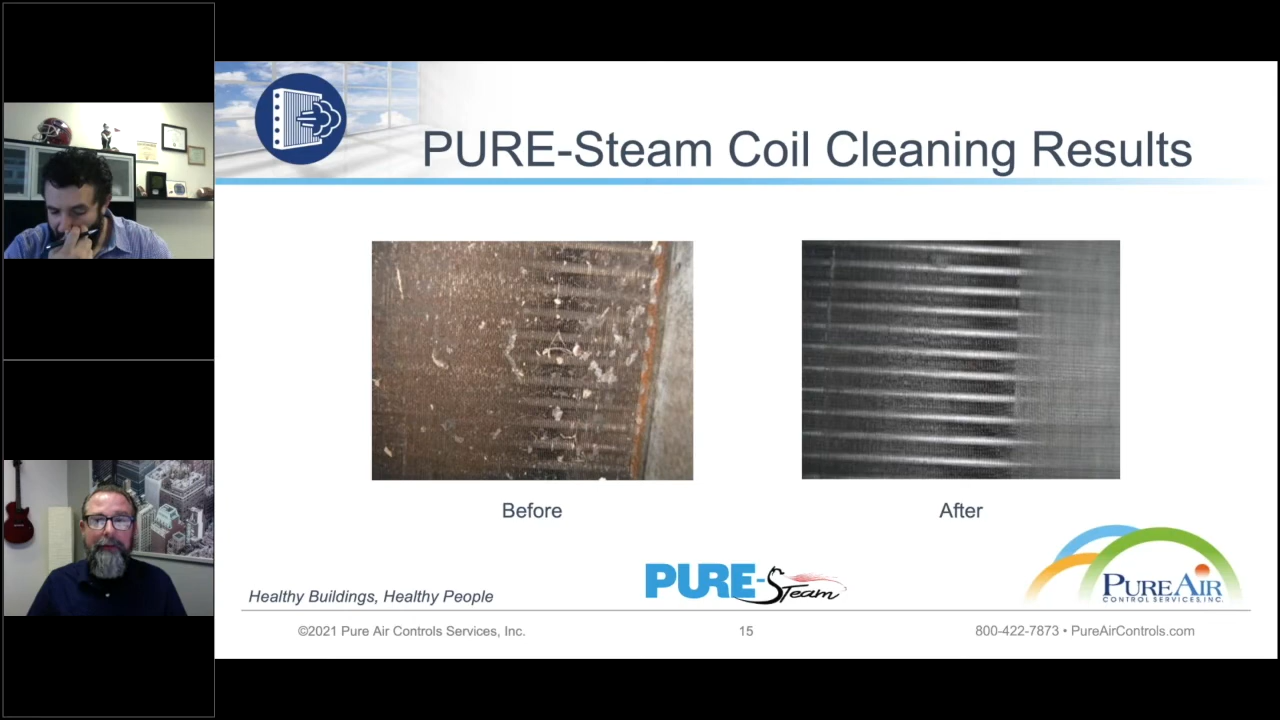 PURE-Steam Coil Cleaning Results
Before
After
PURE-Steam
PUREAIR
CONTROL SERVICES, INC.
Healthy Buildings, Healthy People
©2021 Pure Air Controls Services, Inc.
15
800-422-7873 • PureAirControls.com